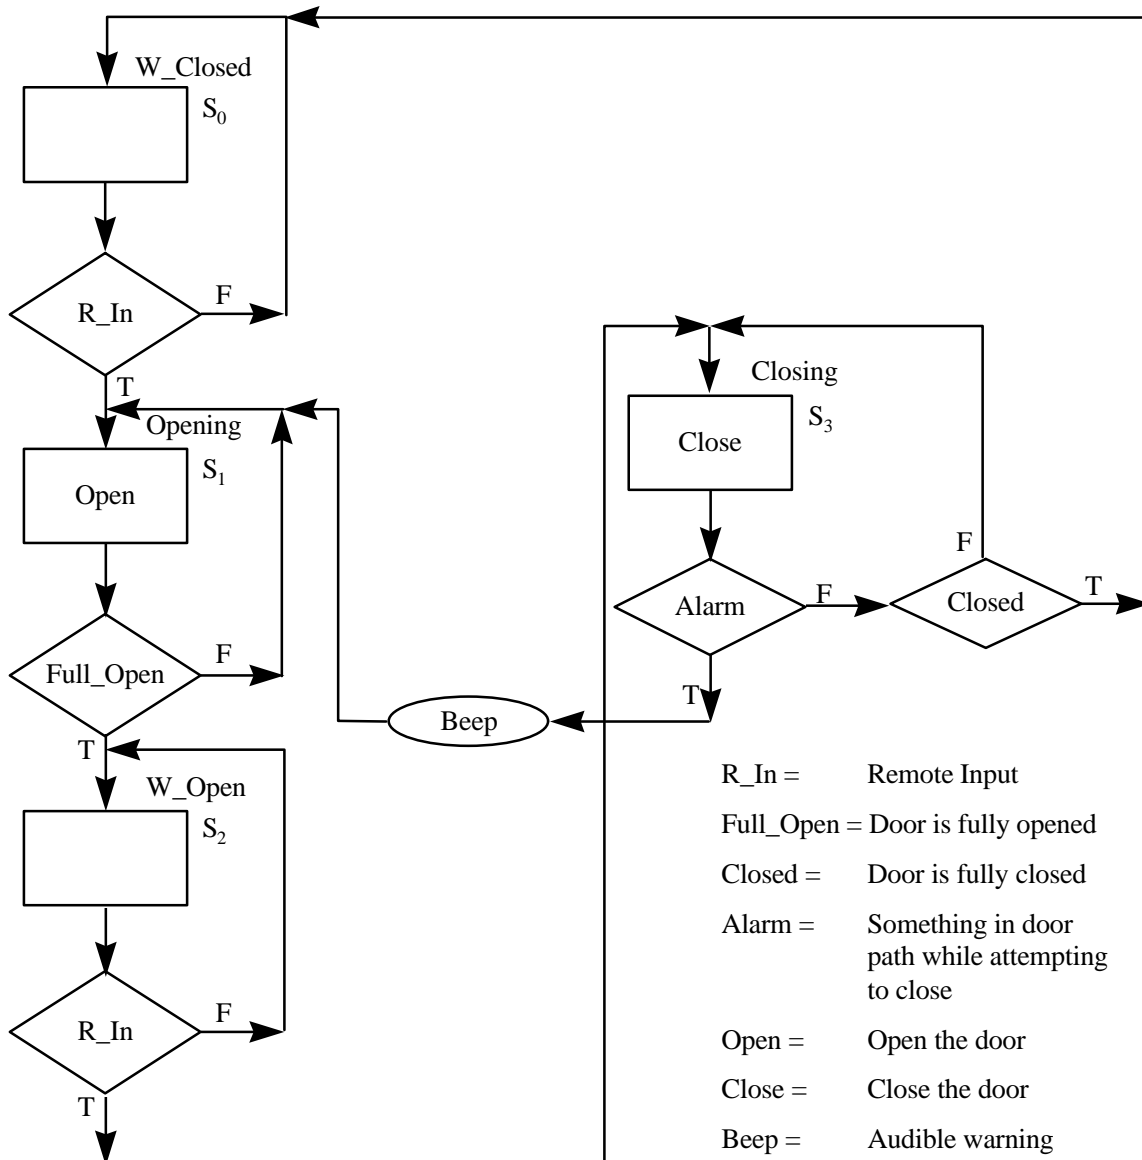 W_Closed
S0
R_In
F
T
Opening
S1
Open
Full_Open
F
T
W_Open
S2
R_In
F
T
Beep
Closing
S3
Close
Alarm
F
T
Closed
F
T
R_In = Remote Input
Full_Open = Door is fully opened
Closed = Door is fully closed
Alarm = Something in door
path while attempting
to close
Open = Open the door
Close = Close the door
Beep = Audible warning